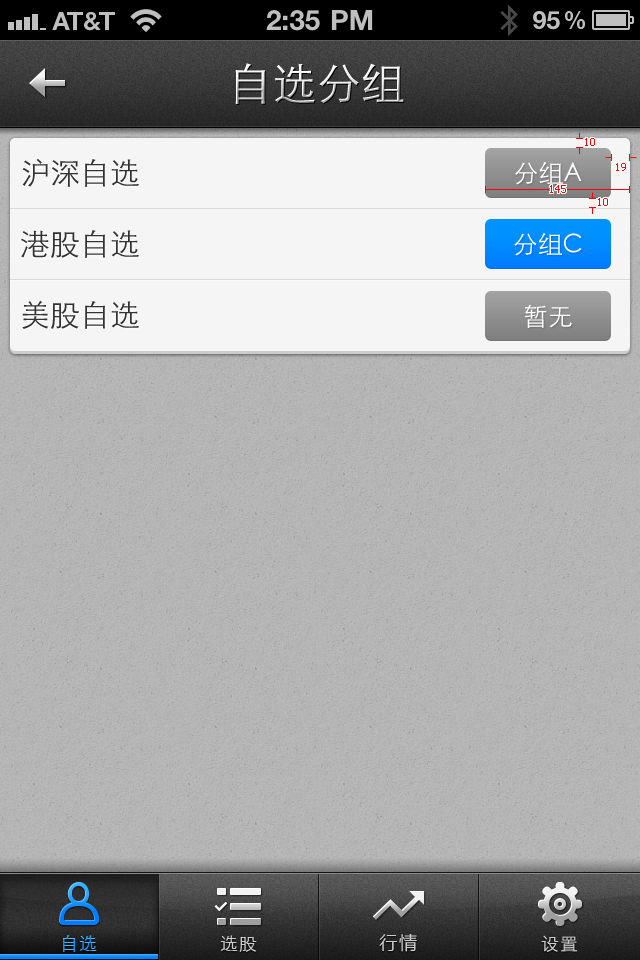 AT&T 2:35 PM 95%
自选分组
10
沪深自选 分组A 19
145
10
港股自选 分组C
美股自选 暂无
自选 选股 行情 设置